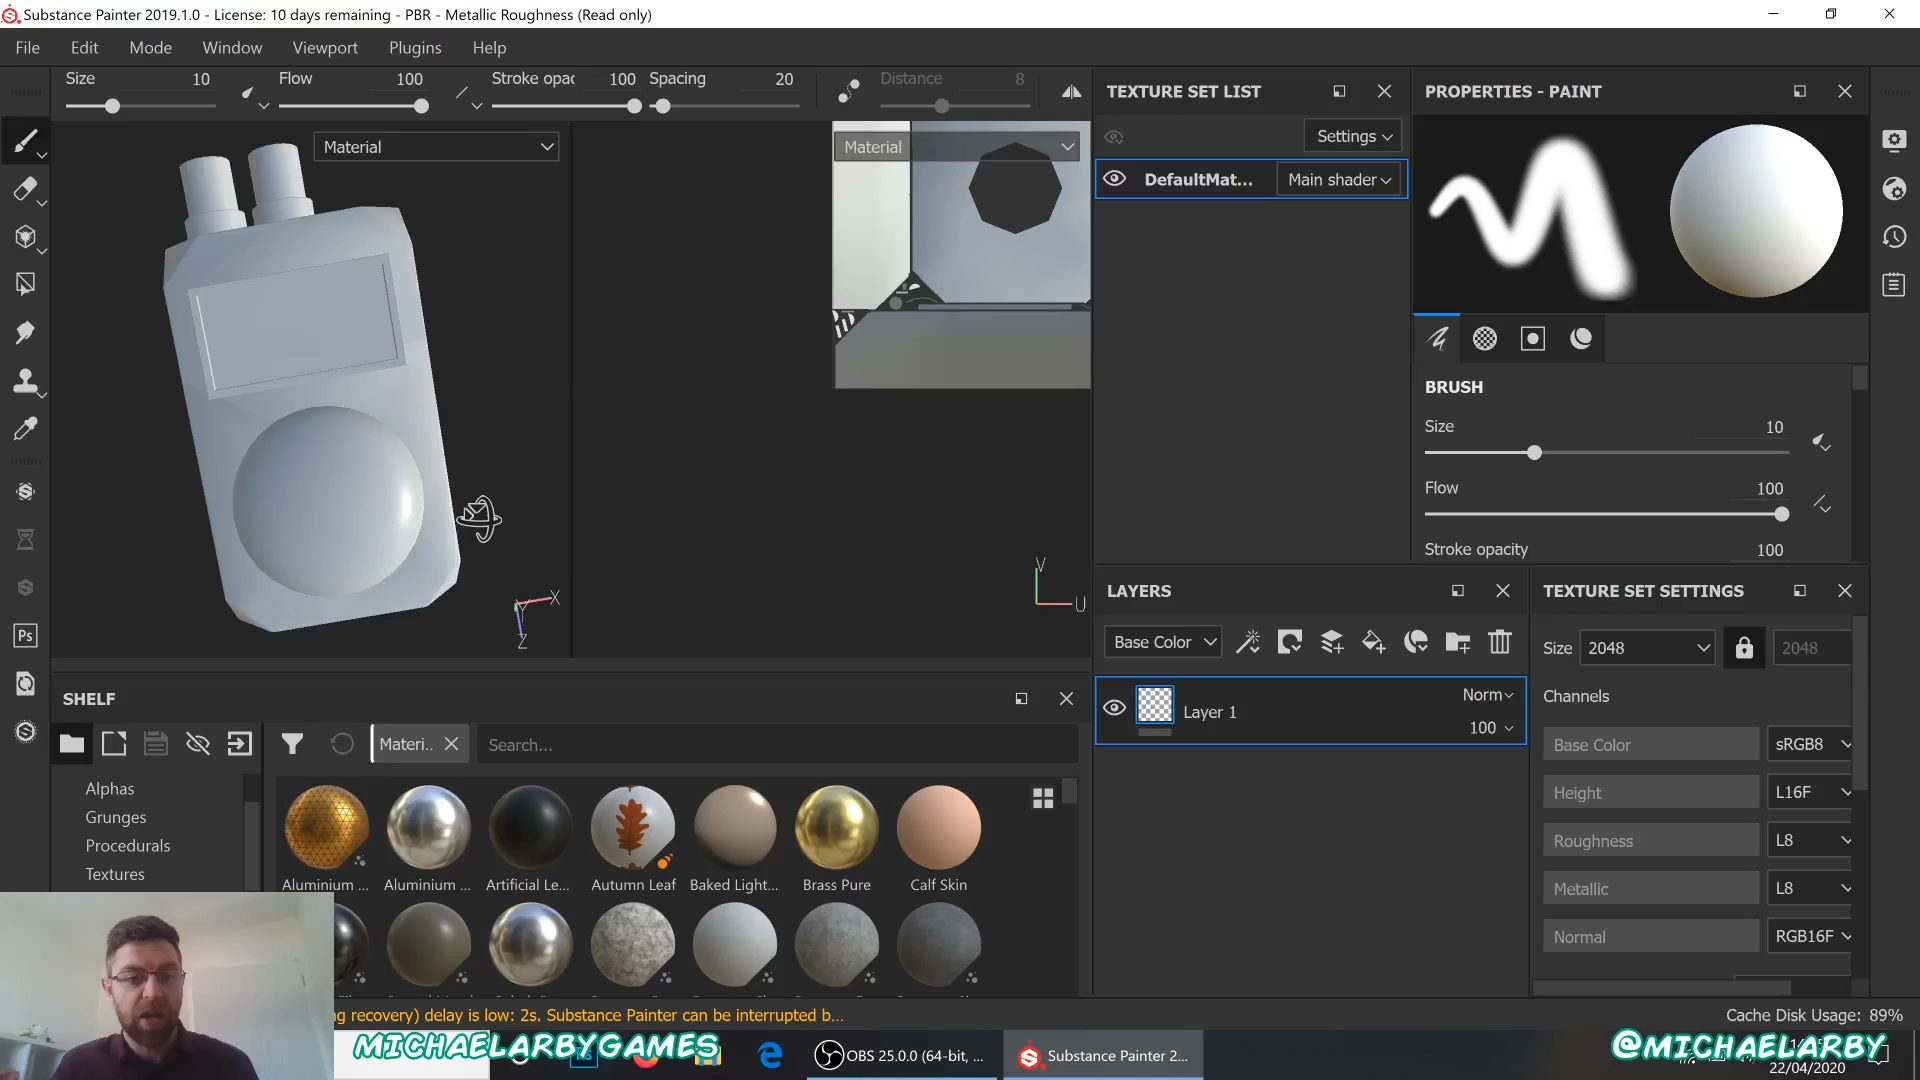 Substance Painter 2019.1.0 - License: 10 days remaining - PBR - Metallic Roughness (Read only)
File Edit Mode Window Viewport Plugins Help
Size 10 Flow 100 Stroke opac 100 Spacing 20 Distance 8
Material
Material
V
U
X
Y
Z
TEXTURE SET LIST
Settings
DefaultMat... Main shader
PROPERTIES - PAINT
BRUSH
Size 10
Flow 100
Stroke opacity 100
LAYERS
Base Color
Layer 1 Norm
100
TEXTURE SET SETTINGS
Size 2048 2048
Channels
Base Color sRGB8
Height L16F
Roughness L8
Metallic L8
Normal RGB16F
Ps
SHELF
Materi.. Search...
Alphas
Grunges
Procedurals
Textures
Aluminium ... Aluminium ... Artificial Le... Autumn Leaf Baked Light... Brass Pure Calf Skin
ng recovery) delay is low: 2s. Substance Painter can be interrupted b...
Cache Disk Usage: 89%
MICHAELARBYGAMES
OBS 25.0.0 (64-bit, ...
Substance Painter 2...
@MICHAELARBY
22/04/2020